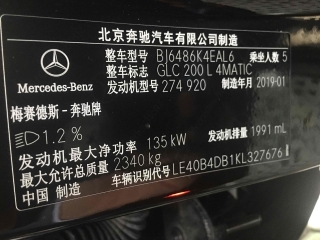 北京奔驰汽车有限公司制造
整车型号 BJ6486K4EAL6 乘坐人数 5
整车标志 GLC 200 L 4MATIC
发动机型号 274 920 制造年月 2019-01
Mercedes-Benz
梅赛德斯-奔驰牌
1.2 %
发动机最大净功率 135 kW 发动机排量 1991 mL
最大允许总质量 2340 kg
中国 制造 车辆识别代号 LE40B4DB1KL327676